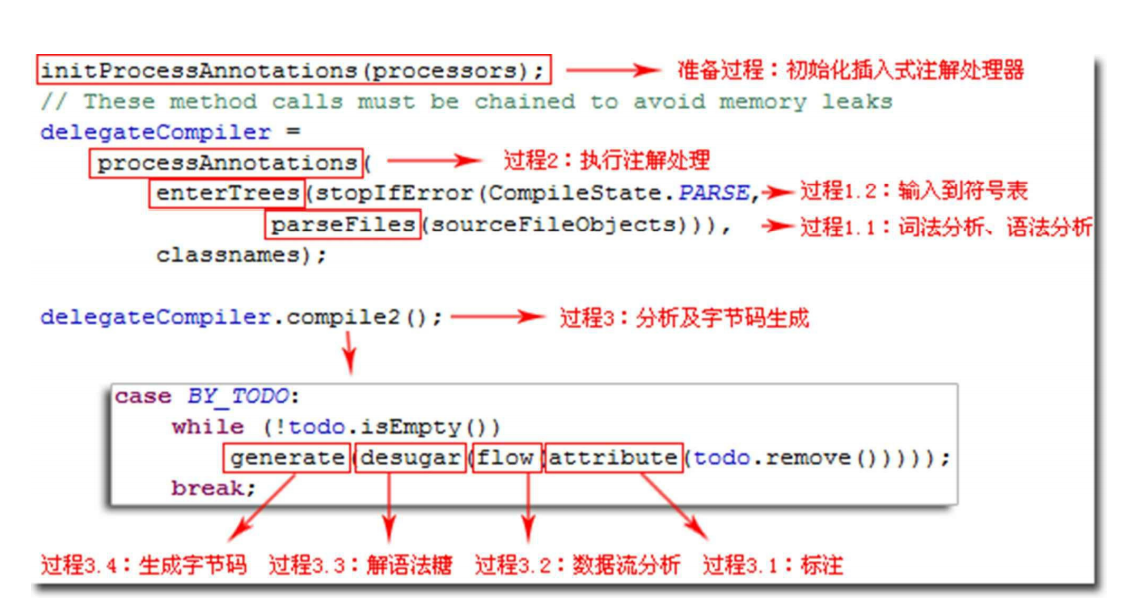 initProcessAnnotations(processors); 准备过程：初始化插入式注解处理器
// These method calls must be chained to avoid memory leaks
delegateCompiler =
processAnnotations( 过程2：执行注解处理
enterTrees(stopIfError(CompileState.PARSE, 过程1.2：输入到符号表
parseFiles(sourceFileObjects))), 过程1.1：词法分析、语法分析
classnames);
delegateCompiler.compile2(); 过程3：分析及字节码生成
case BY_TODO:
while (!todo.isEmpty())
generate(desugar(flow(attribute(todo.remove()))));
break;
过程3.4：生成字节码 过程3.3：解语法糖 过程3.2：数据流分析 过程3.1：标注